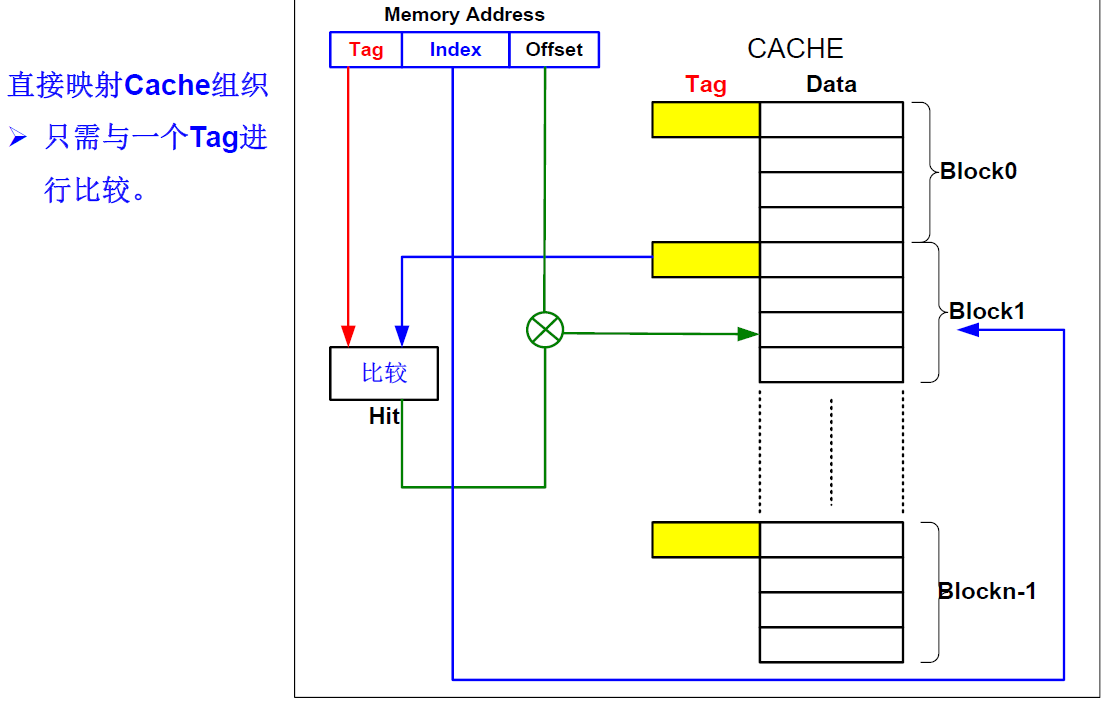 Memory Address
Tag Index Offset
CACHE
Tag Data
直接映射Cache组织
➢ 只需与一个Tag进
行比较。
Block0
Block1
比较
Hit
Blockn-1